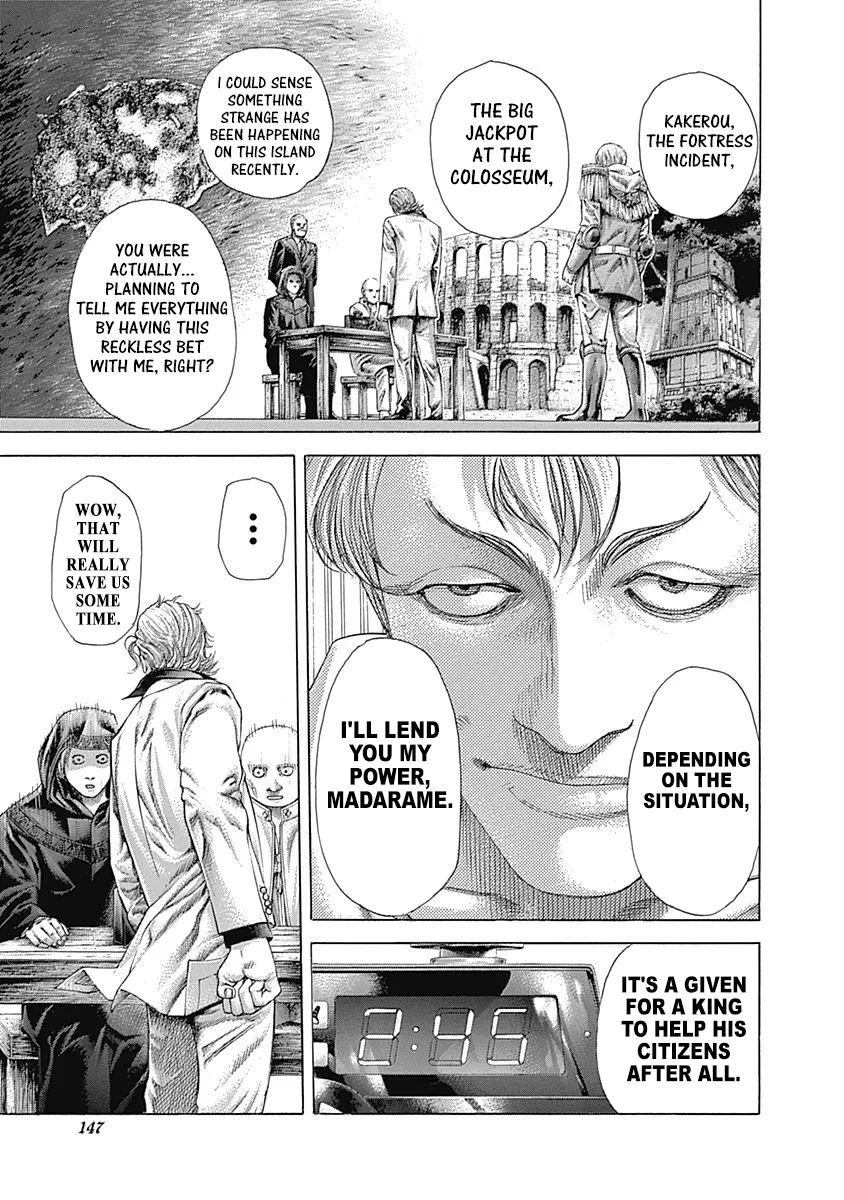 KAKEROU,
THE FORTRESS
INCIDENT,
THE BIG
JACKPOT
AT THE
COLOSSEUM,
I COULD SENSE
SOMETHING
STRANGE HAS
BEEN HAPPENING
ON THIS ISLAND
RECENTLY.
YOU WERE
ACTUALLY...
PLANNING TO
TELL ME EVERYTHING
BY HAVING THIS
RECKLESS BET
WITH ME, RIGHT?
DEPENDING
ON THE
SITUATION,
I'LL LEND
YOU MY
POWER,
MADARAME.
...
WOW,
THAT
WILL
REALLY
SAVE US
SOME
TIME.
IT'S A GIVEN
FOR A KING
TO HELP HIS
CITIZENS
AFTER ALL.
2:45
147